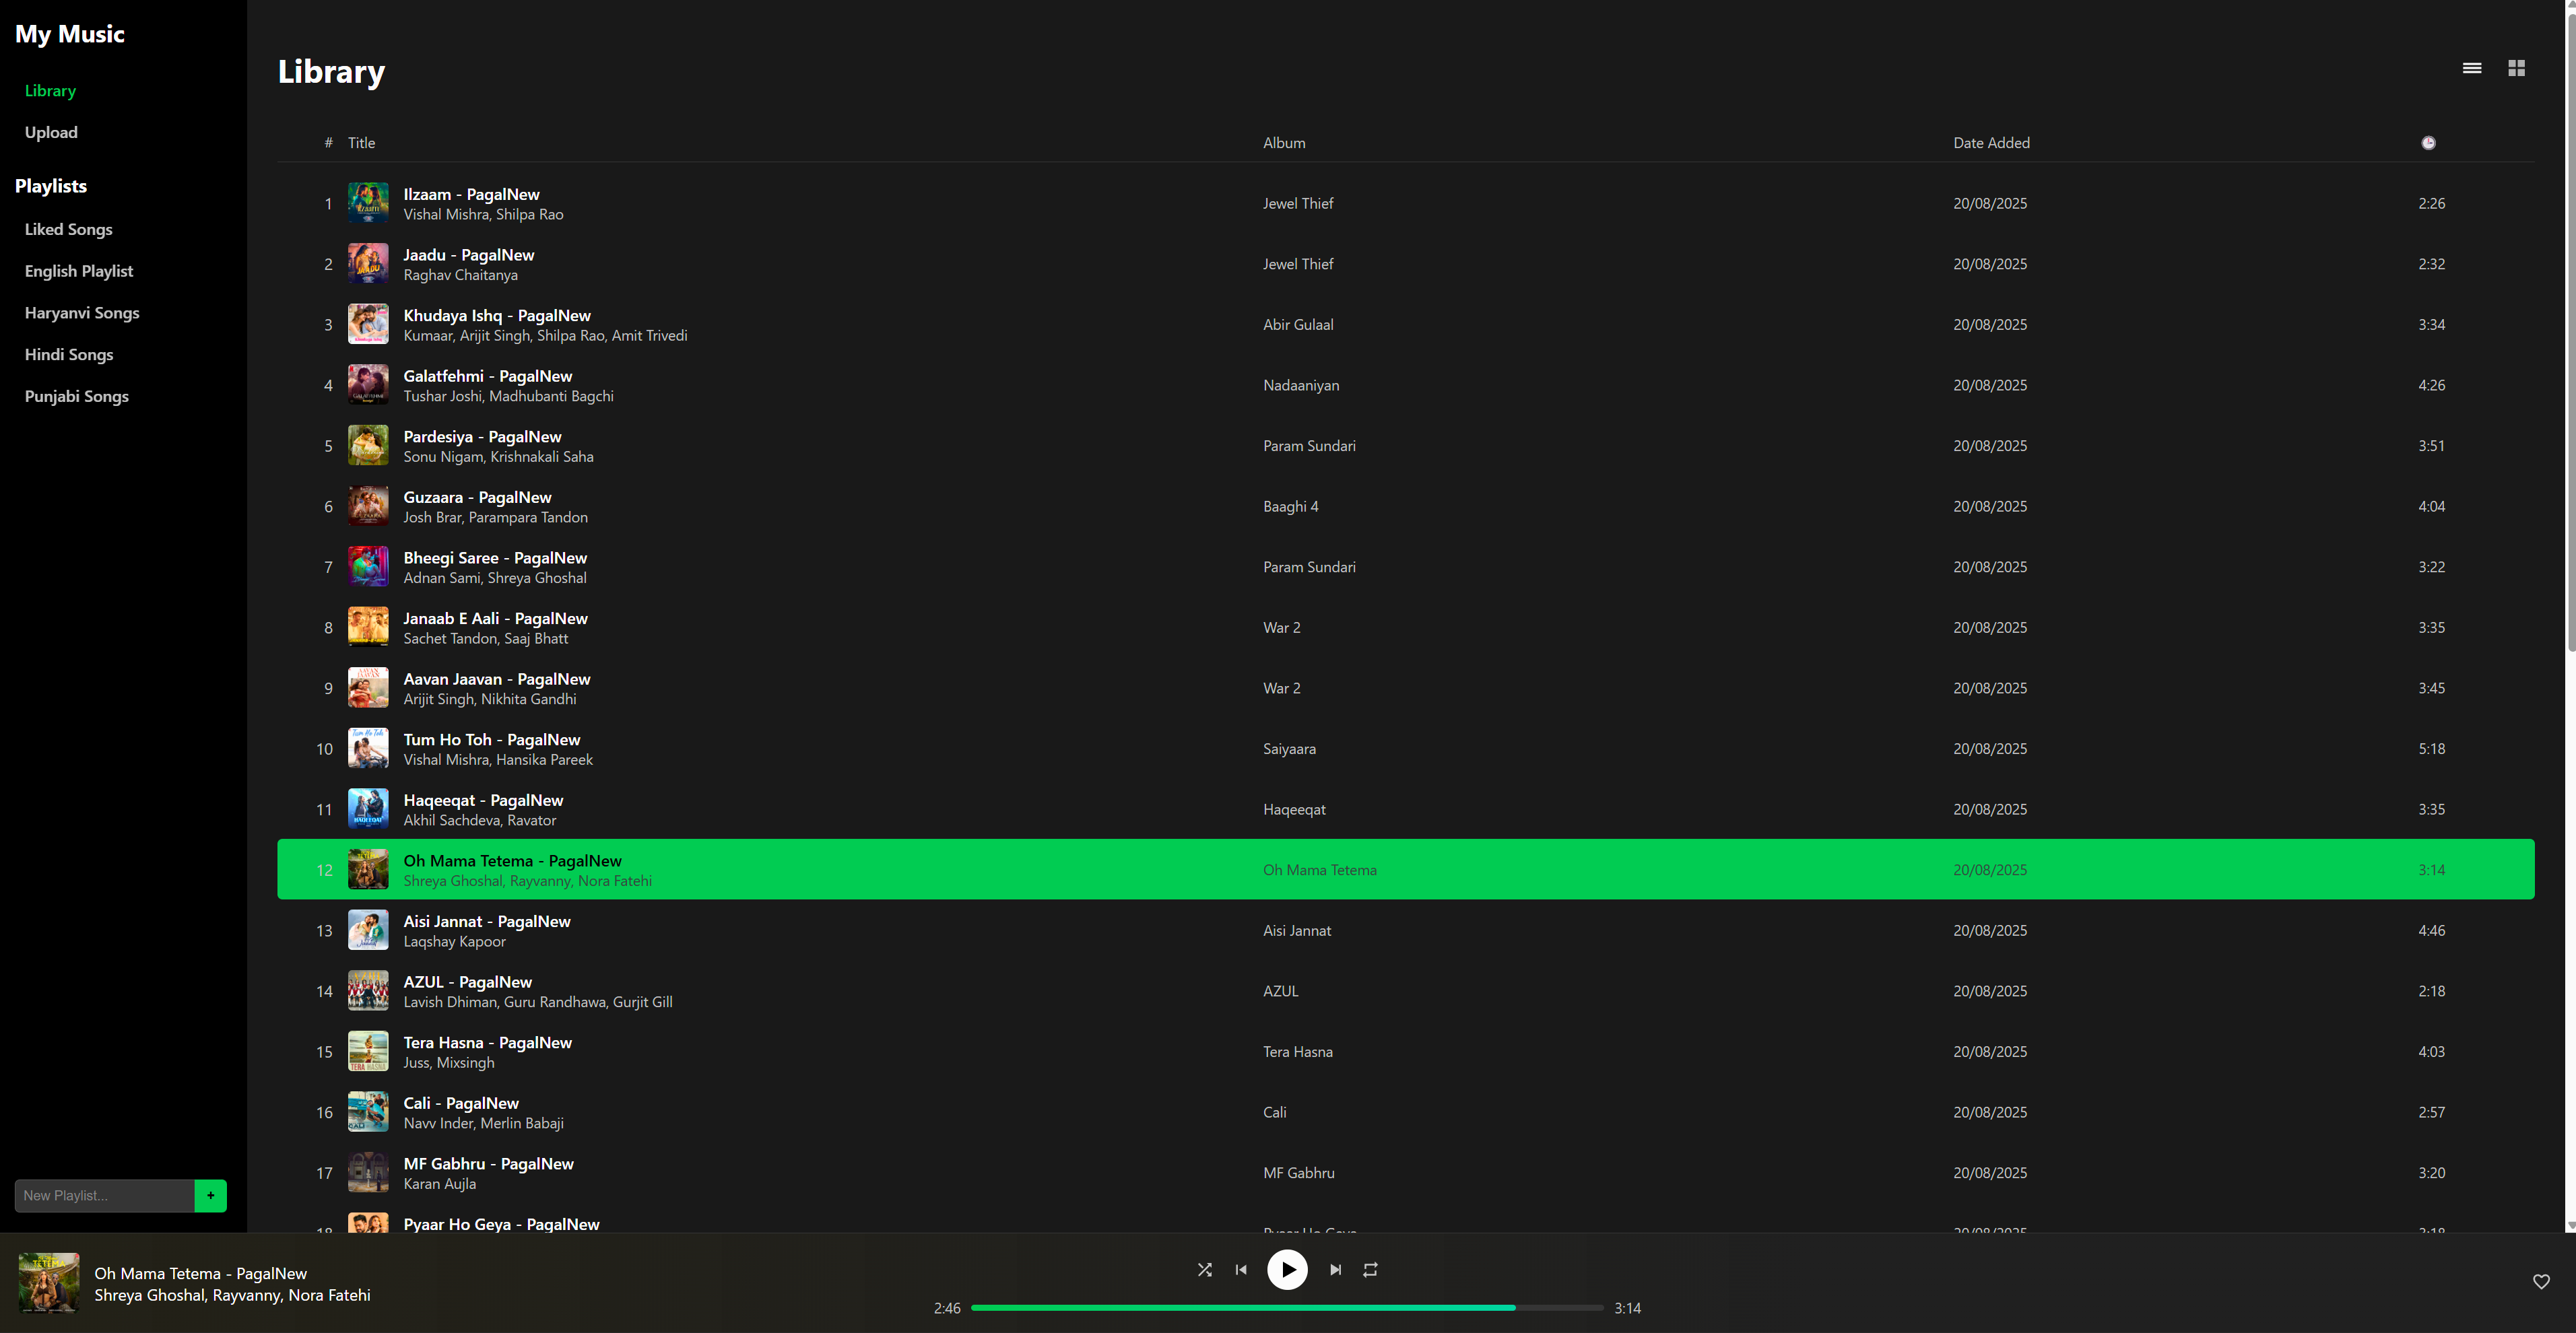 My Music
Library
Upload
Playlists
Liked Songs
English Playlist
Haryanvi Songs
Hindi Songs
Punjabi Songs
New Playlist...
+
Library
# Title Album Date Added
1 Ilzaam - PagalNew Jewel Thief 20/08/2025 2:26
Vishal Mishra, Shilpa Rao
2 Jaadu - PagalNew Jewel Thief 20/08/2025 2:32
Raghav Chaitanya
3 Khudaya Ishq - PagalNew Abir Gulaal 20/08/2025 3:34
Kumaar, Arijit Singh, Shilpa Rao, Amit Trivedi
4 Galatfehmi - PagalNew Nadaaniyan 20/08/2025 4:26
Tushar Joshi, Madhubanti Bagchi
5 Pardesiya - PagalNew Param Sundari 20/08/2025 3:51
Sonu Nigam, Krishnakali Saha
6 Guzaara - PagalNew Baaghi 4 20/08/2025 4:04
Josh Brar, Parampara Tandon
7 Bheegi Saree - PagalNew Param Sundari 20/08/2025 3:22
Adnan Sami, Shreya Ghoshal
8 Janaab E Aali - PagalNew War 2 20/08/2025 3:35
Sachet Tandon, Saaj Bhatt
9 Aavan Jaavan - PagalNew War 2 20/08/2025 3:45
Arijit Singh, Nikhita Gandhi
10 Tum Ho Toh - PagalNew Saiyaara 20/08/2025 5:18
Vishal Mishra, Hansika Pareek
11 Haqeeqat - PagalNew Haqeeqat 20/08/2025 3:35
Akhil Sachdeva, Ravator
12 Oh Mama Tetema - PagalNew Oh Mama Tetema 20/08/2025 3:14
Shreya Ghoshal, Rayvanny, Nora Fatehi
13 Aisi Jannat - PagalNew Aisi Jannat 20/08/2025 4:46
Laqshay Kapoor
14 AZUL - PagalNew AZUL 20/08/2025 2:18
Lavish Dhiman, Guru Randhawa, Gurjit Gill
15 Tera Hasna - PagalNew Tera Hasna 20/08/2025 4:03
Juss, Mixsingh
16 Cali - PagalNew Cali 20/08/2025 2:57
Navv Inder, Merlin Babaji
17 MF Gabhru - PagalNew MF Gabhru 20/08/2025 3:20
Karan Aujla
18 Pyaar Ho Geya - PagalNew Pyaar Ho Geya 20/08/2025 3:18
Oh Mama Tetema - PagalNew
Shreya Ghoshal, Rayvanny, Nora Fatehi
2:46 3:14